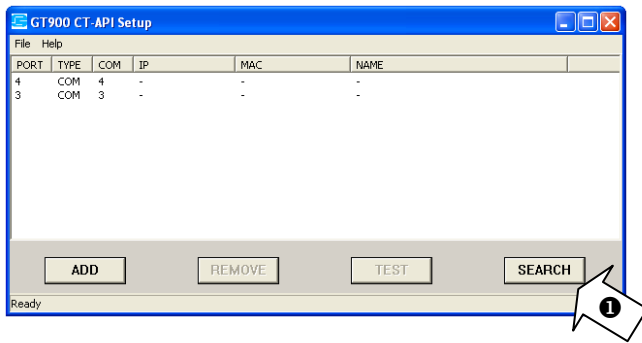 GT900 CT-API Setup
File Help
PORT TYPE COM IP MAC NAME
4 COM 4 - - -
3 COM 3 - - -
ADD REMOVE TEST SEARCH
Ready
❶